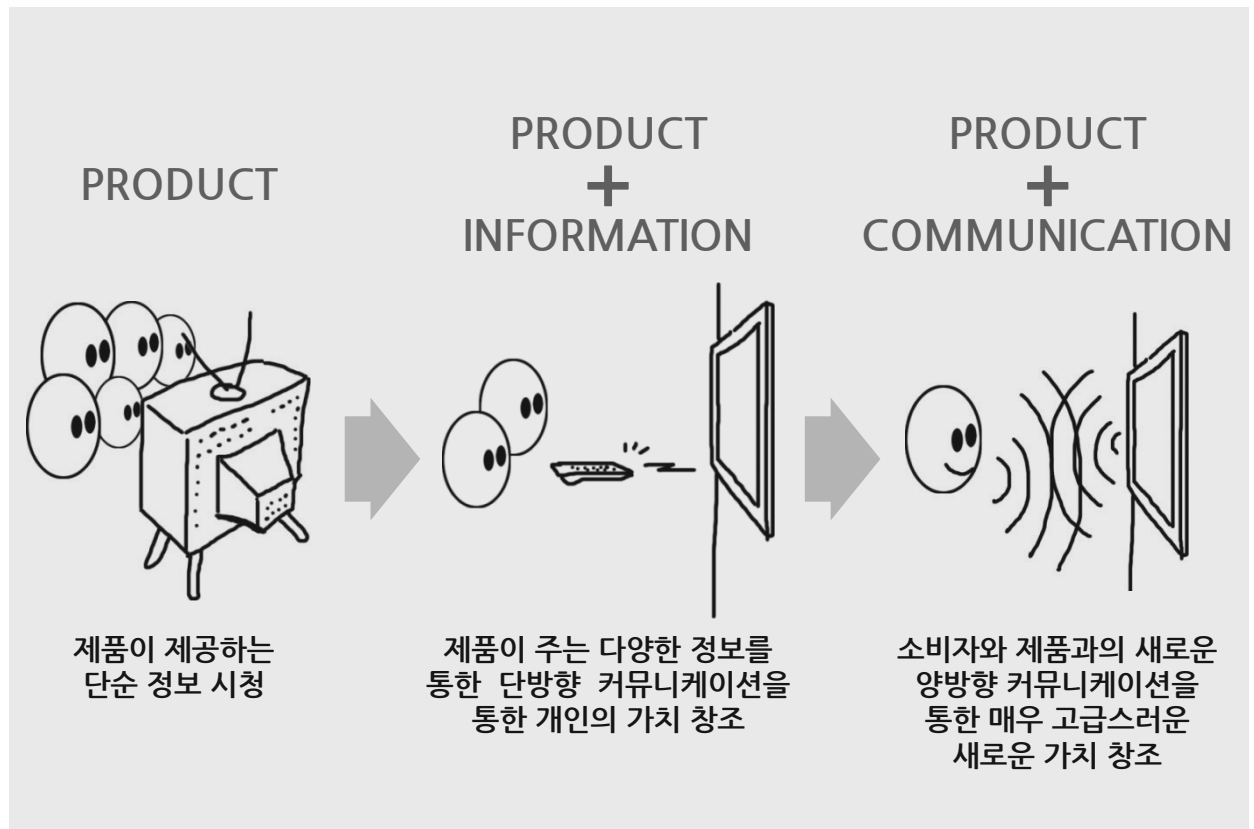 PRODUCT
제품이 제공하는
단순 정보 시청
PRODUCT
+
INFORMATION
제품이 주는 다양한 정보를
통한 단방향 커뮤니케이션을
통한 개인의 가치 창조
PRODUCT
+
COMMUNICATION
소비자와 제품과의 새로운
양방향 커뮤니케이션을
통한 매우 고급스러운
새로운 가치 창조